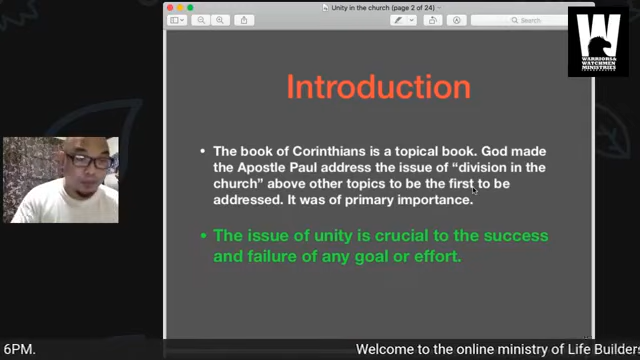 Unity in the church (page 2 of 24)
Search
WARRIORS &
WATCHMEN
MINISTRIES
Introduction
• The book of Corinthians is a topical book. God made
the Apostle Paul address the issue of “division in the
church” above other topics to be the first to be
addressed. It was of primary importance.
• The issue of unity is crucial to the success
and failure of any goal or effort.
6PM.
Welcome to the online ministry of Life Builders